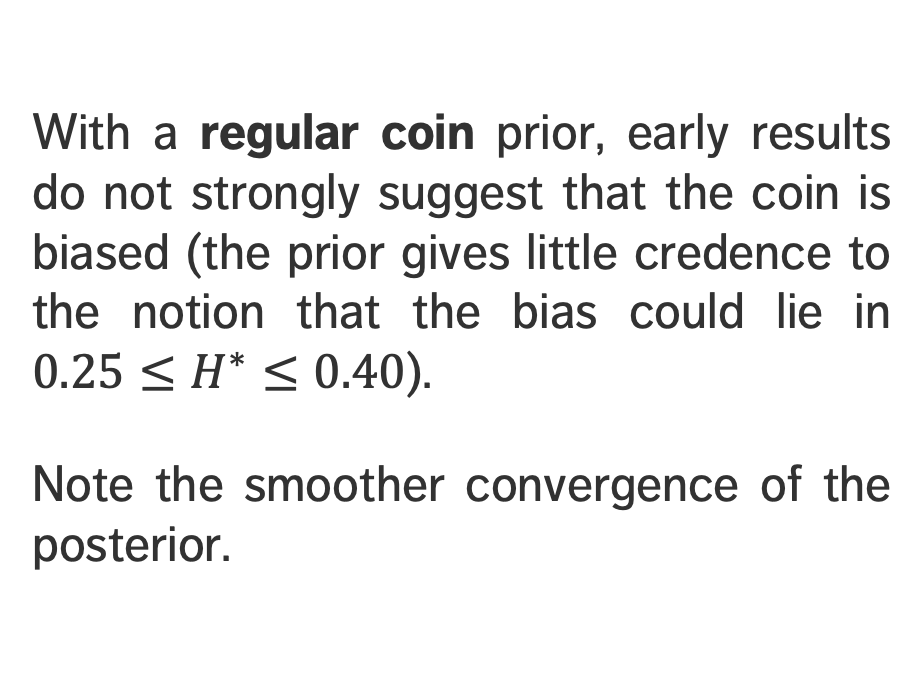 With a regular coin prior, early results
do not strongly suggest that the coin is
biased (the prior gives little credence to
the notion that the bias could lie in
0.25 ≤ H* ≤ 0.40).
Note the smoother convergence of the
posterior.